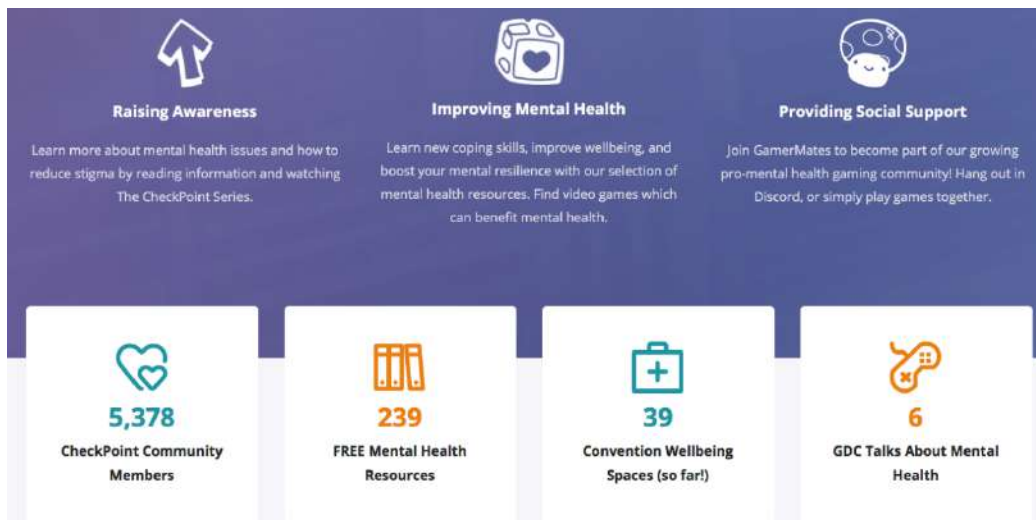 Raising Awareness
Learn more about mental health issues and how to
reduce stigma by reading information and watching
The CheckPoint Series.
Improving Mental Health
Learn new coping skills, improve wellbeing, and
boost your mental resilience with our selection of
mental health resources. Find video games which
can benefit mental health.
Providing Social Support
Join GamerMates to become part of our growing
pro-mental health gaming community! Hang out in
Discord, or simply play games together.
5,378
CheckPoint Community
Members
239
FREE Mental Health
Resources
39
Convention Wellbeing
Spaces (so far!)
6
GDC Talks About Mental
Health